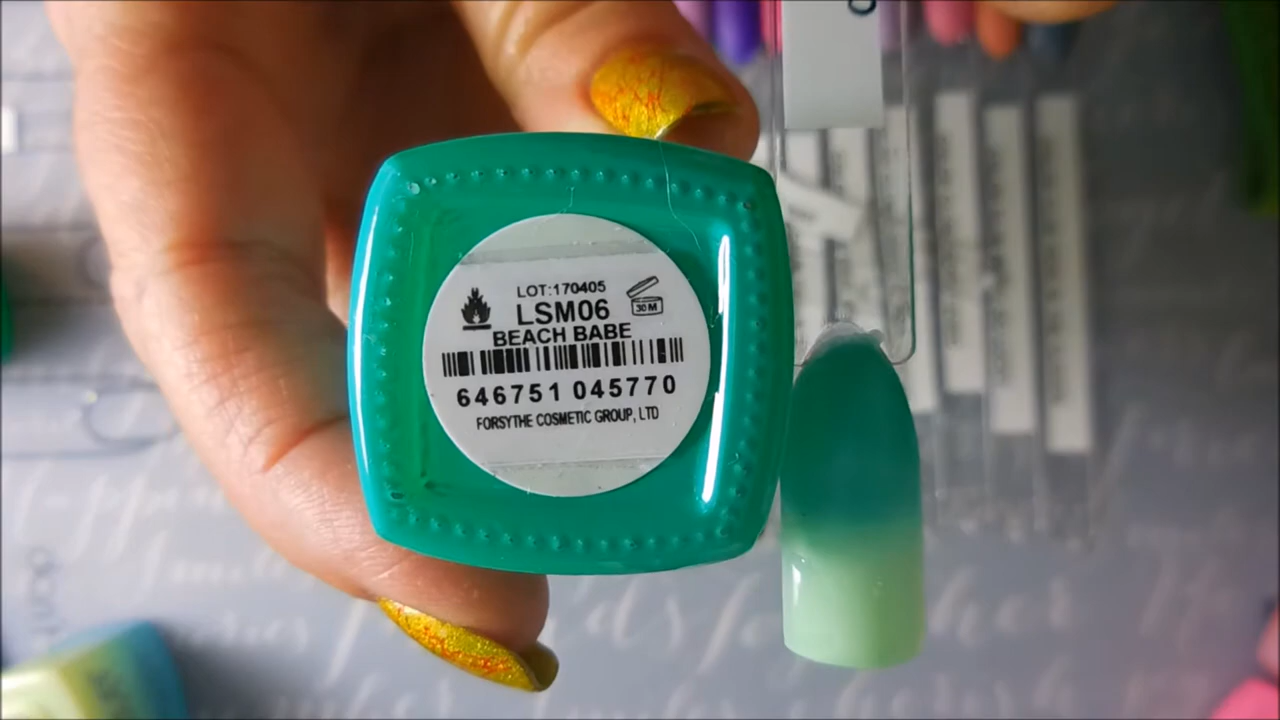 LOT:170405
LSM06
30M
BEACH BABE
646751 045770
FORSYTHE COSMETIC GROUP, LTD